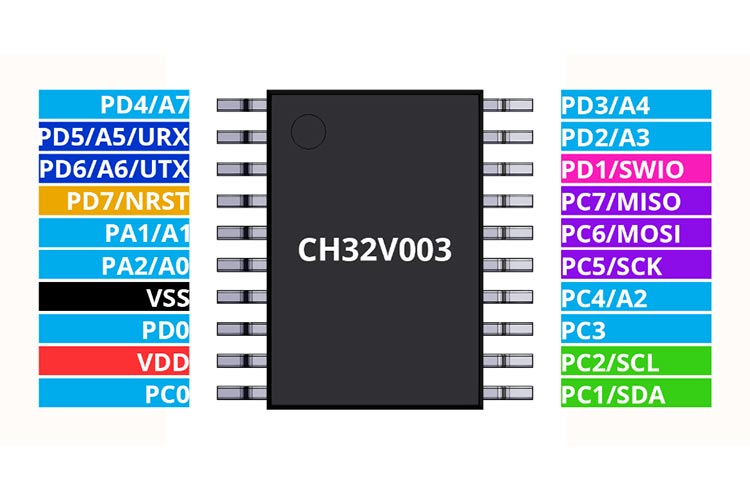 PD4/A7
PD5/A5/URX
PD6/A6/UTX
PD7/NRST
PA1/A1
PA2/A0
VSS
PD0
VDD
PC0
CH32V003
PD3/A4
PD2/A3
PD1/SWIO
PC7/MISO
PC6/MOSI
PC5/SCK
PC4/A2
PC3
PC2/SCL
PC1/SDA